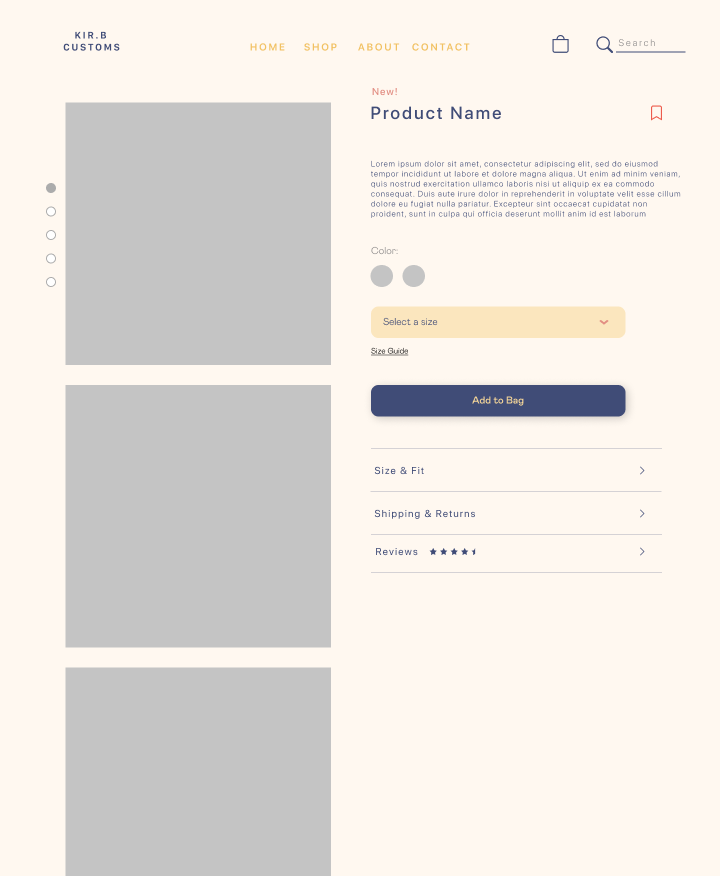 KIR.B
CUSTOMS
HOME SHOP ABOUT CONTACT
Search
New!
Product Name
Lorem ipsum dolor sit amet, consectetur adipiscing elit, sed do eiusmod
tempor incididunt ut labore et dolore magna aliqua. Ut enim ad minim veniam,
quis nostrud exercitation ullamco laboris nisi ut aliquip ex ea commodo
consequat. Duis aute irure dolor in reprehenderit in voluptate velit esse cillum
dolore eu fugiat nulla pariatur. Excepteur sint occaecat cupidatat non
proident, sunt in culpa qui officia deserunt mollit anim id est laborum
Color:
Select a size
Size Guide
Add to Bag
Size & Fit
Shipping & Returns
Reviews